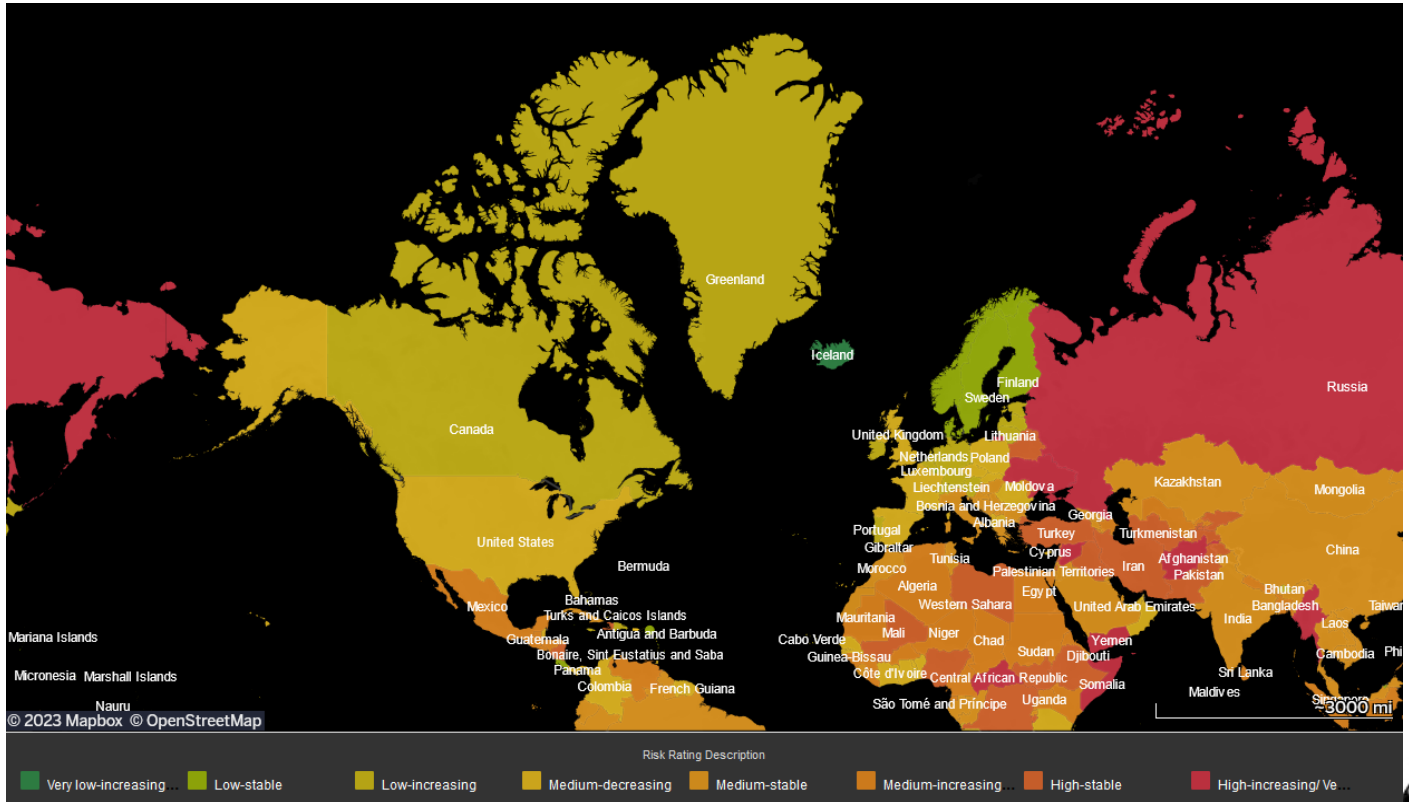 Greenland
Iceland
Finland
Sweden
Russia
Canada
United Kingdom
Lithuania
Netherlands
Poland
Luxembourg
Liechtenstein
Moldova
Kazakhstan
Mongolia
Bosnia and Herzegovina
Georgia
Albania
Portugal
Turkey
Turkmenistan
United States
Gibraltar
Cyprus
China
Tunisia
Afghanistan
Bermuda
Morocco
Palestinian Territories
Iran
Pakistan
Algeria
Egypt
Bhutan
Bahamas
Western Sahara
Mexico
United Arab Emirates
Bangladesh
Taiwan
Turks and Caicos Islands
Mauritania
India
Laos
Mariana Islands
Guatemala
Antigua and Barbuda
Cabo Verde
Mali
Niger
Chad
Yemen
Sudan
Bonaire, Sint Eustatius and Saba
Guinea-Bissau
Djibouti
Cambodia
Phi
Panama
Côte d'Ivoire
Central African Republic
Sri Lanka
Micronesia
Marshall Islands
Colombia
French Guiana
Somalia
Maldives
Nauru
São Tomé and Príncipe
Uganda
Singapore
~3000 mi
© 2023 Mapbox © OpenStreetMap
Risk Rating Description
Very low-increasing...
Low-stable
Low-increasing
Medium-decreasing
Medium-stable
Medium-increasing...
High-stable
High-increasing/ Ve...